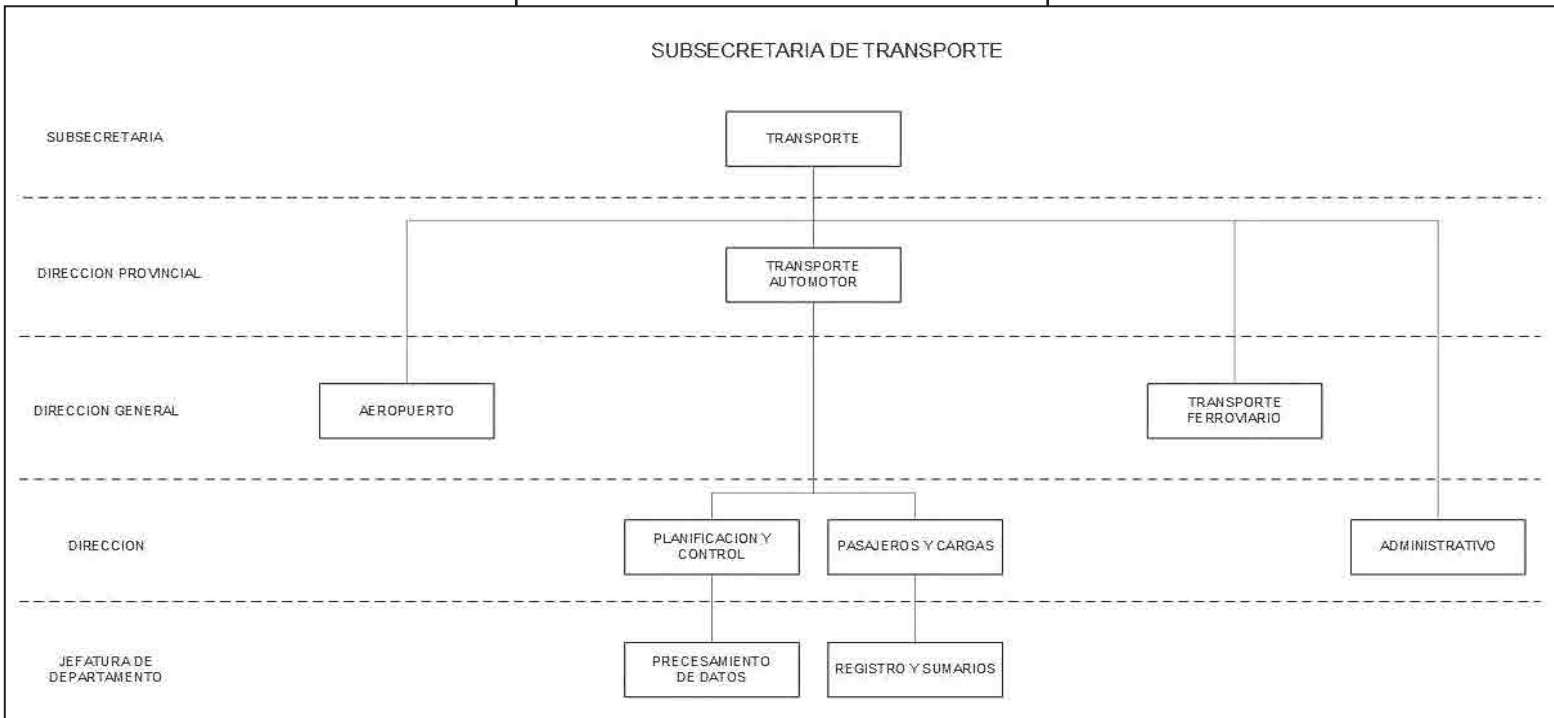 SUBSECRETARIA DE TRANSPORTE
SUBSECRETARIA
TRANSPORTE
DIRECCION PROVINCIAL
TRANSPORTE
AUTOMOTOR
DIRECCION GENERAL
AEROPUERTO
TRANSPORTE
FERROVIARIO
DIRECCION
PLANIFICACION Y
CONTROL
PASAJEROS Y CARGAS
ADMINISTRATIVO
JEFATURA DE
DEPARTAMENTO
PRECESAMIENTO
DE DATOS
REGISTRO Y SUMARIOS